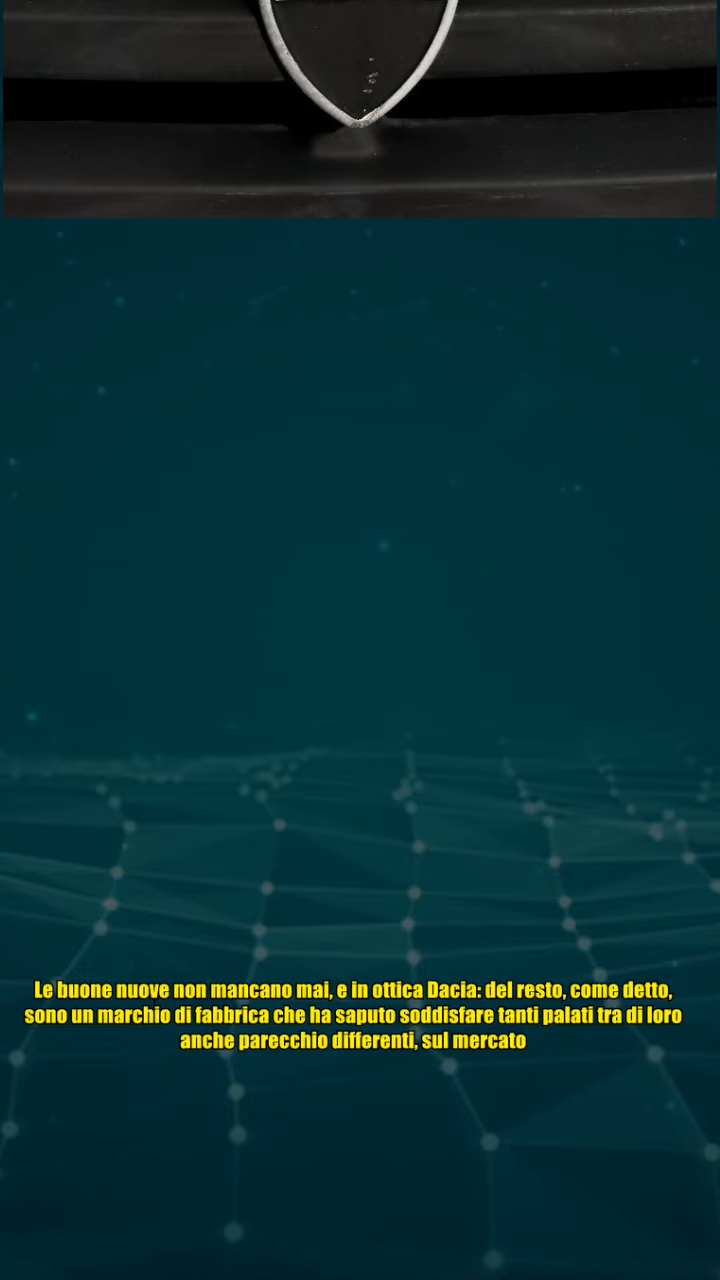 Le buone nuove non mancano mai, e in ottica Dacia: del resto, come detto,
sono un marchio di fabbrica che ha saputo soddisfare tanti palati tra di loro
anche parecchio differenti, sul mercato